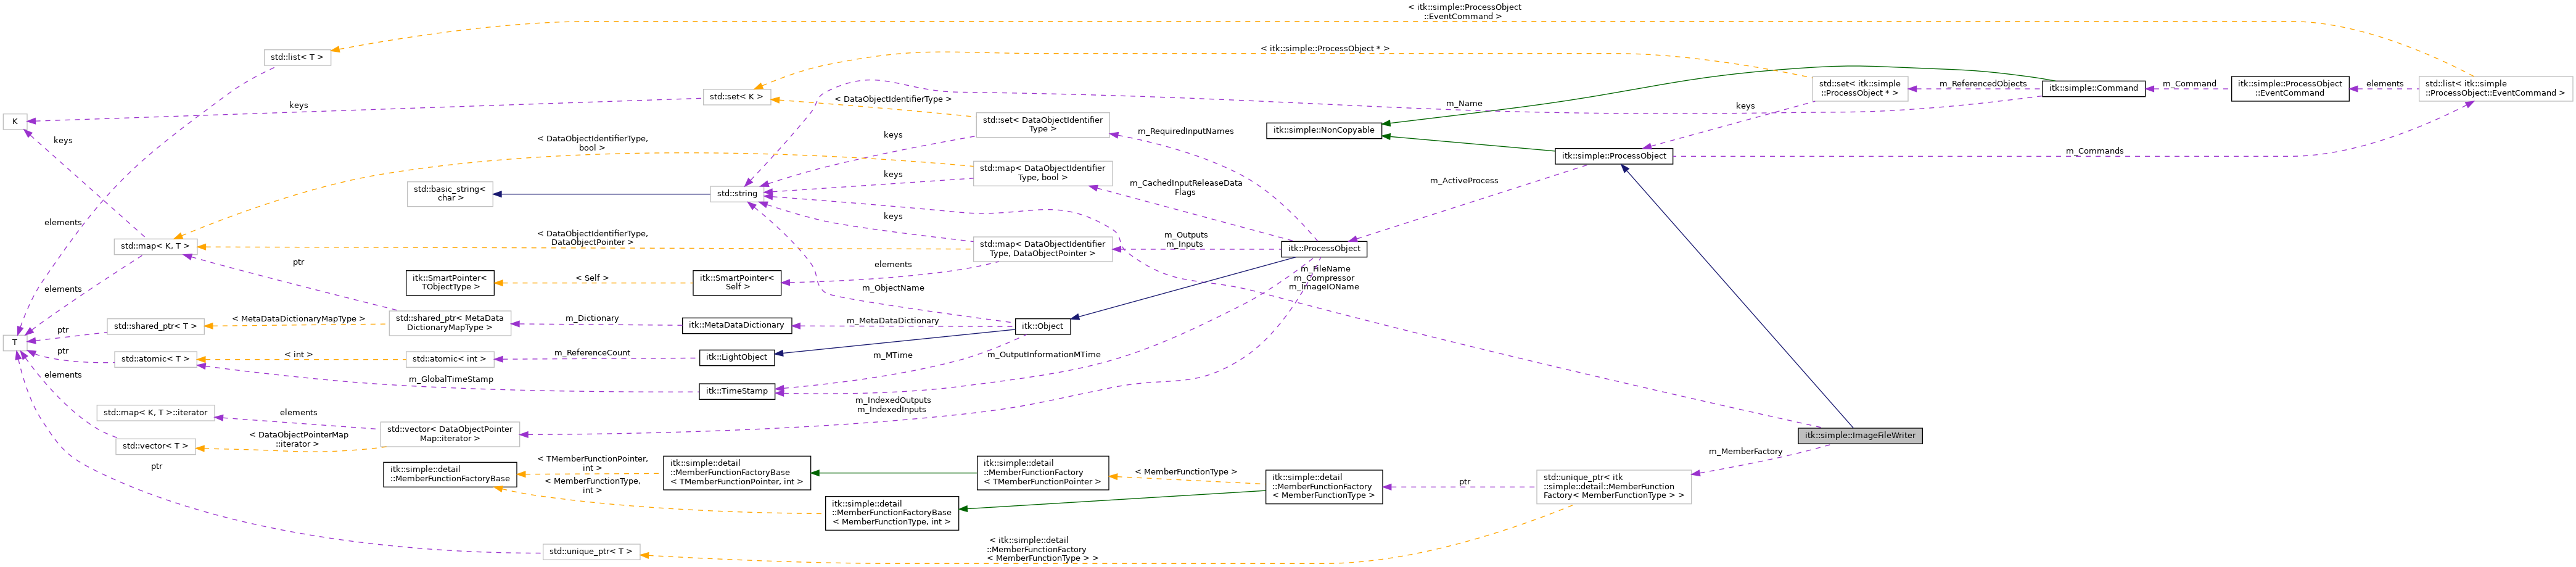 < itk::simple::ProcessObject
::EventCommand >
std::list< T >
< itk::simple::ProcessObject * >
std::set< K >
keys
K
keys
< DataObjectIdentifierType >
m_Name
std::set< itk::simple
::ProcessObject * >
m_ReferencedObjects
itk::simple::Command
m_Command
itk::simple::ProcessObject
::EventCommand
elements
std::list< itk::simple
::ProcessObject::EventCommand >
keys
std::set< DataObjectIdentifier
Type >
m_RequiredInputNames
itk::simple::NonCopyable
keys
< DataObjectIdentifierType,
bool >
itk::simple::ProcessObject
m_Commands
std::map< DataObjectIdentifier
Type, bool >
keys
m_CachedInputReleaseData
Flags
m_ActiveProcess
std::basic_string<
char >
std::string
elements
keys
std::map< K, T >
< DataObjectIdentifierType,
DataObjectPointer >
std::map< DataObjectIdentifier
Type, DataObjectPointer >
m_Outputs
m_Inputs
itk::ProcessObject
ptr
elements
itk::SmartPointer<
TObjectType >
< Self >
itk::SmartPointer<
Self >
elements
m_ObjectName
m_FileName
m_Compressor
m_ImageIOName
std::shared_ptr< T >
ptr
< MetaDataDictionaryMapType >
std::shared_ptr< MetaData
DictionaryMapType >
m_Dictionary
itk::MetaDataDictionary
m_MetaDataDictionary
itk::Object
T
ptr
std::atomic< T >
< int >
std::atomic< int >
m_ReferenceCount
itk::LightObject
m_MTime
m_OutputInformationMTime
elements
m_GlobalTimeStamp
itk::TimeStamp
std::map< K, T >::iterator
elements
m_IndexedOutputs
m_IndexedInputs
std::vector< T >
< DataObjectPointerMap
::iterator >
std::vector< DataObjectPointer
Map::iterator >
itk::simple::ImageFileWriter
m_MemberFactory
ptr
itk::simple::detail
::MemberFunctionFactoryBase
< TMemberFunctionPointer,
int >
< MemberFunctionType,
int >
itk::simple::detail
::MemberFunctionFactoryBase
< TMemberFunctionPointer, int >
itk::simple::detail
::MemberFunctionFactory
< TMemberFunctionPointer >
< MemberFunctionType >
itk::simple::detail
::MemberFunctionFactory
< MemberFunctionType >
ptr
std::unique_ptr< itk
::simple::detail::MemberFunction
Factory< MemberFunctionType > >
itk::simple::detail
::MemberFunctionFactoryBase
< MemberFunctionType, int >
std::unique_ptr< T >
< itk::simple::detail
::MemberFunctionFactory
< MemberFunctionType > >